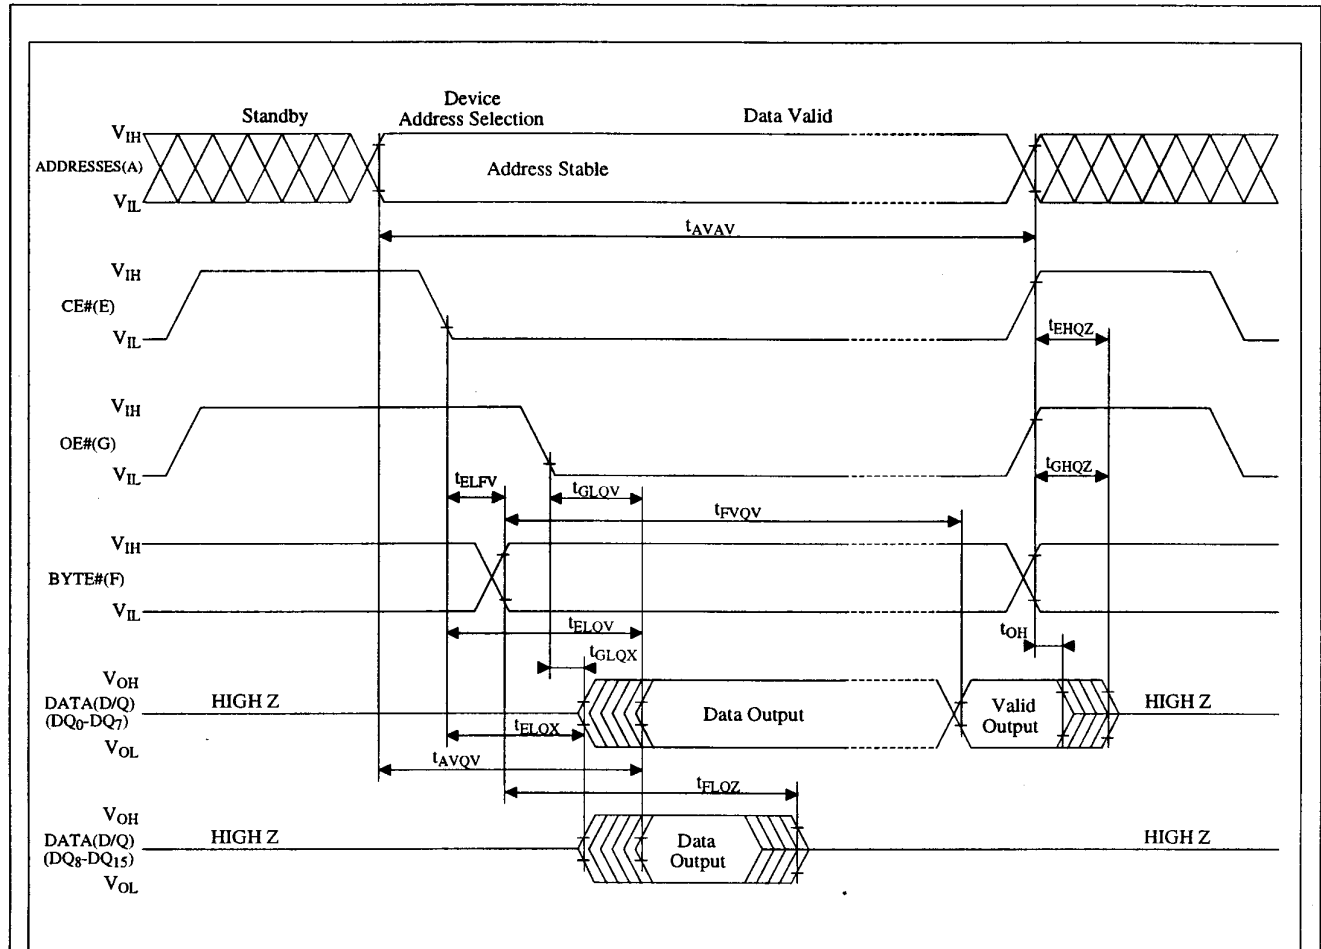 Standby
Device
Address Selection
Data Valid
VIH
ADDRESSES(A)
VIL
Address Stable
tAVAV
VIH
CE#(E)
VIL
tEHQZ
VIH
OE#(G)
VIL
tGHQZ
tELFV
tGLQV
tFVQV
VIH
BYTE#(F)
VIL
tELQV
tGLQX
tOH
VOH
DATA(D/Q)
(DQ0-DQ7)
VOL
HIGH Z
Data Output
Valid
Output
HIGH Z
tELQX
tAVQV
tFLQZ
VOH
DATA(D/Q)
(DQ8-DQ15)
VOL
HIGH Z
Data
Output
HIGH Z